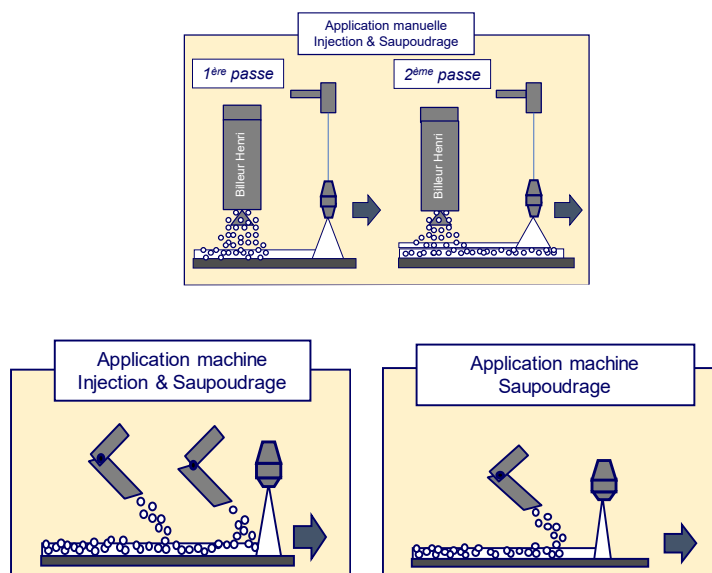 Application manuelle
Injection & Saupoudrage
1ère passe
2ème passe
Billeur Henri
Billeur Henri
Application machine
Injection & Saupoudrage
Application machine
Saupoudrage